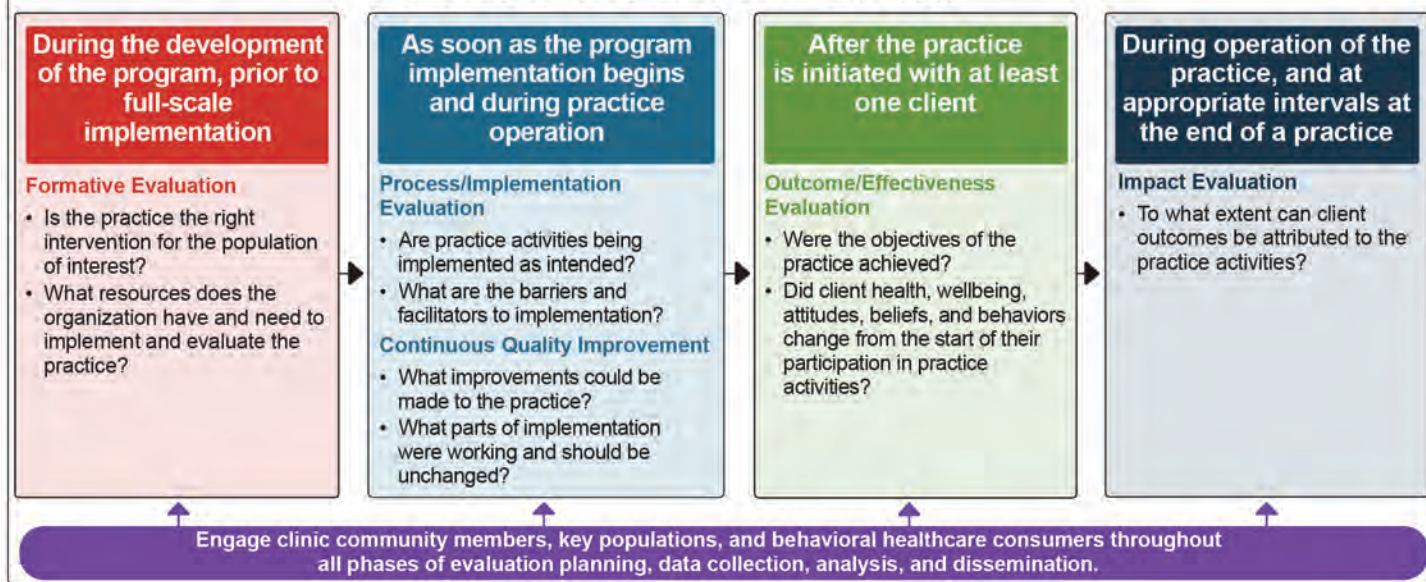 During the development
of the program, prior to
full-scale
implementation
Formative Evaluation
• Is the practice the right
intervention for the population
of interest?
• What resources does the
organization have and need to
implement and evaluate the
practice?
As soon as the program
implementation begins
and during practice
operation
Process/Implementation
Evaluation
• Are practice activities being
implemented as intended?
• What are the barriers and
facilitators to implementation?
Continuous Quality Improvement
• What improvements could be
made to the practice?
• What parts of implementation
were working and should be
unchanged?
After the practice
is initiated with at least
one client
Outcome/Effectiveness
Evaluation
• Were the objectives of the
practice achieved?
• Did client health, wellbeing,
attitudes, beliefs, and behaviors
change from the start of their
participation in practice
activities?
During operation of the
practice, and at
appropriate intervals at
the end of a practice
Impact Evaluation
• To what extent can client
outcomes be attributed to the
practice activities?
Engage clinic community members, key populations, and behavioral healthcare consumers throughout
all phases of evaluation planning, data collection, analysis, and dissemination.